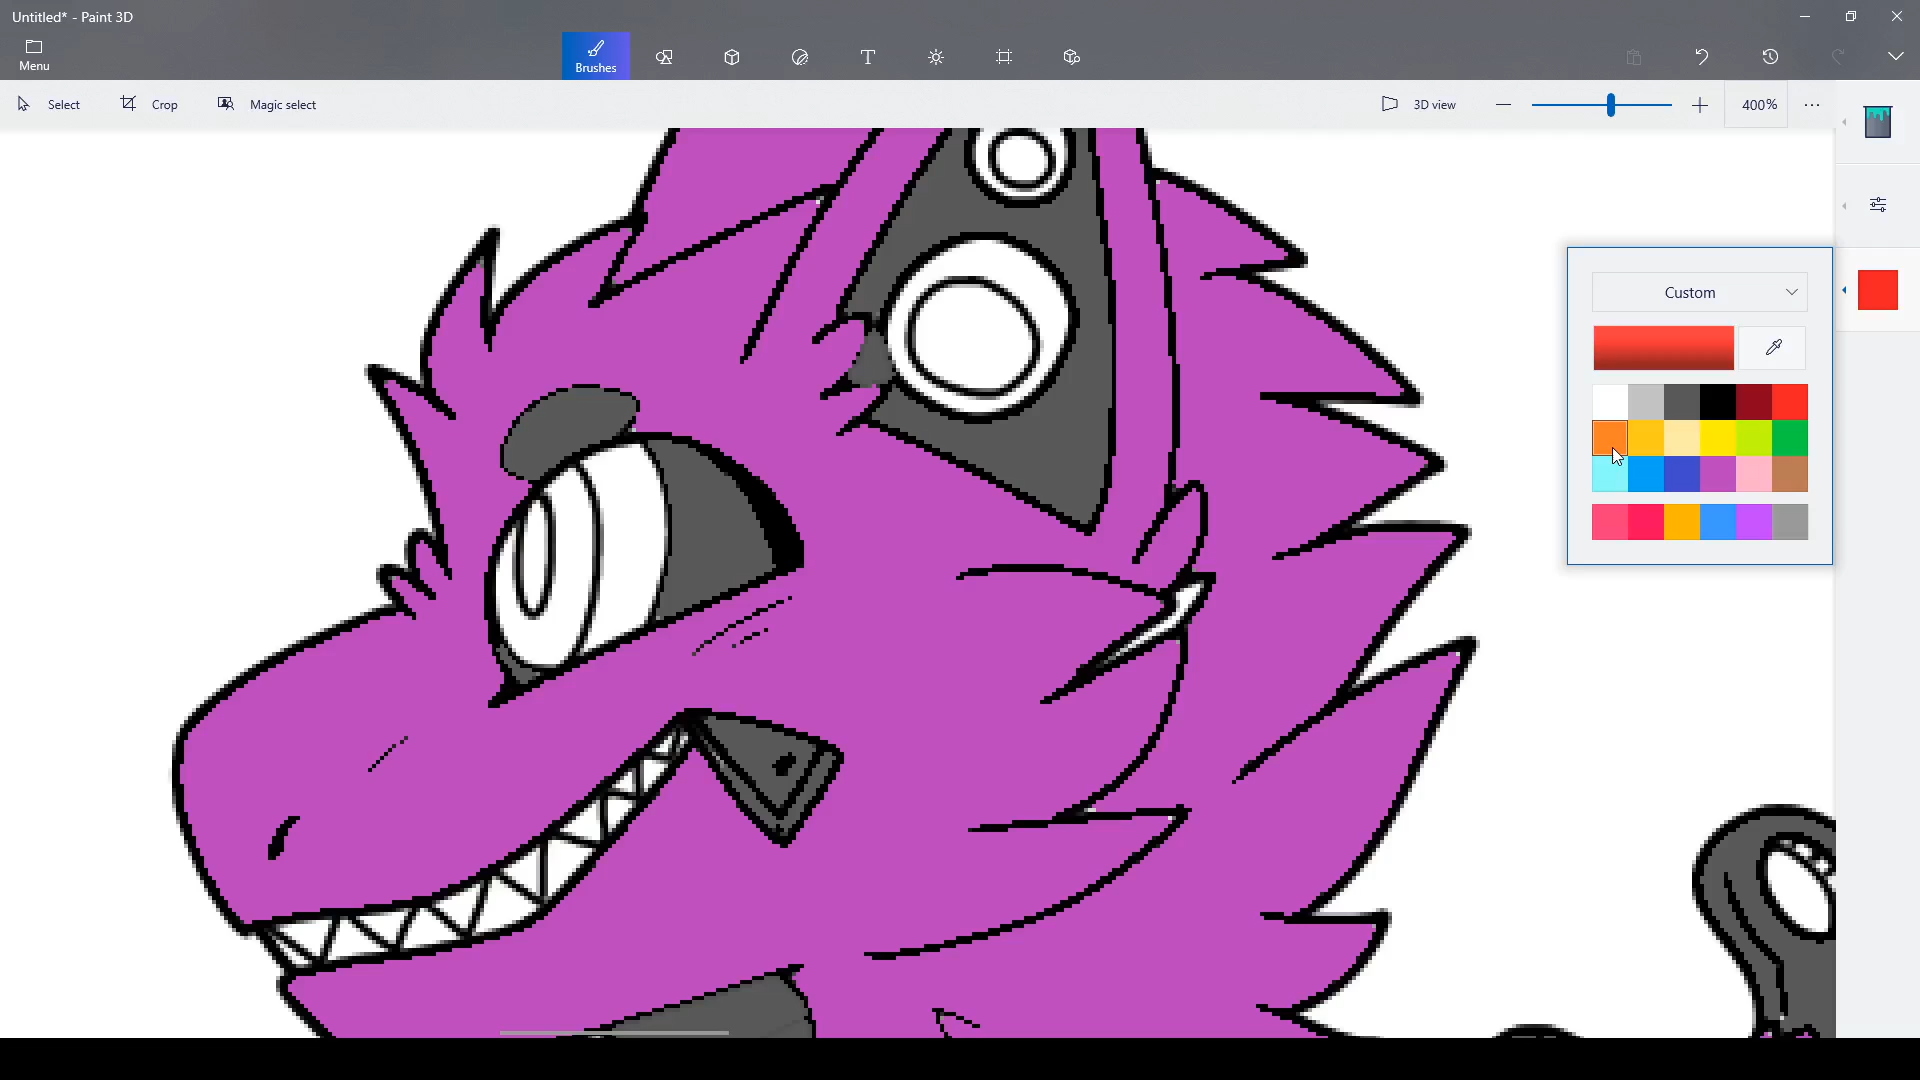 Untitled* - Paint 3D
Menu
Brushes
Select
Crop
Magic select
3D view
400%
Custom